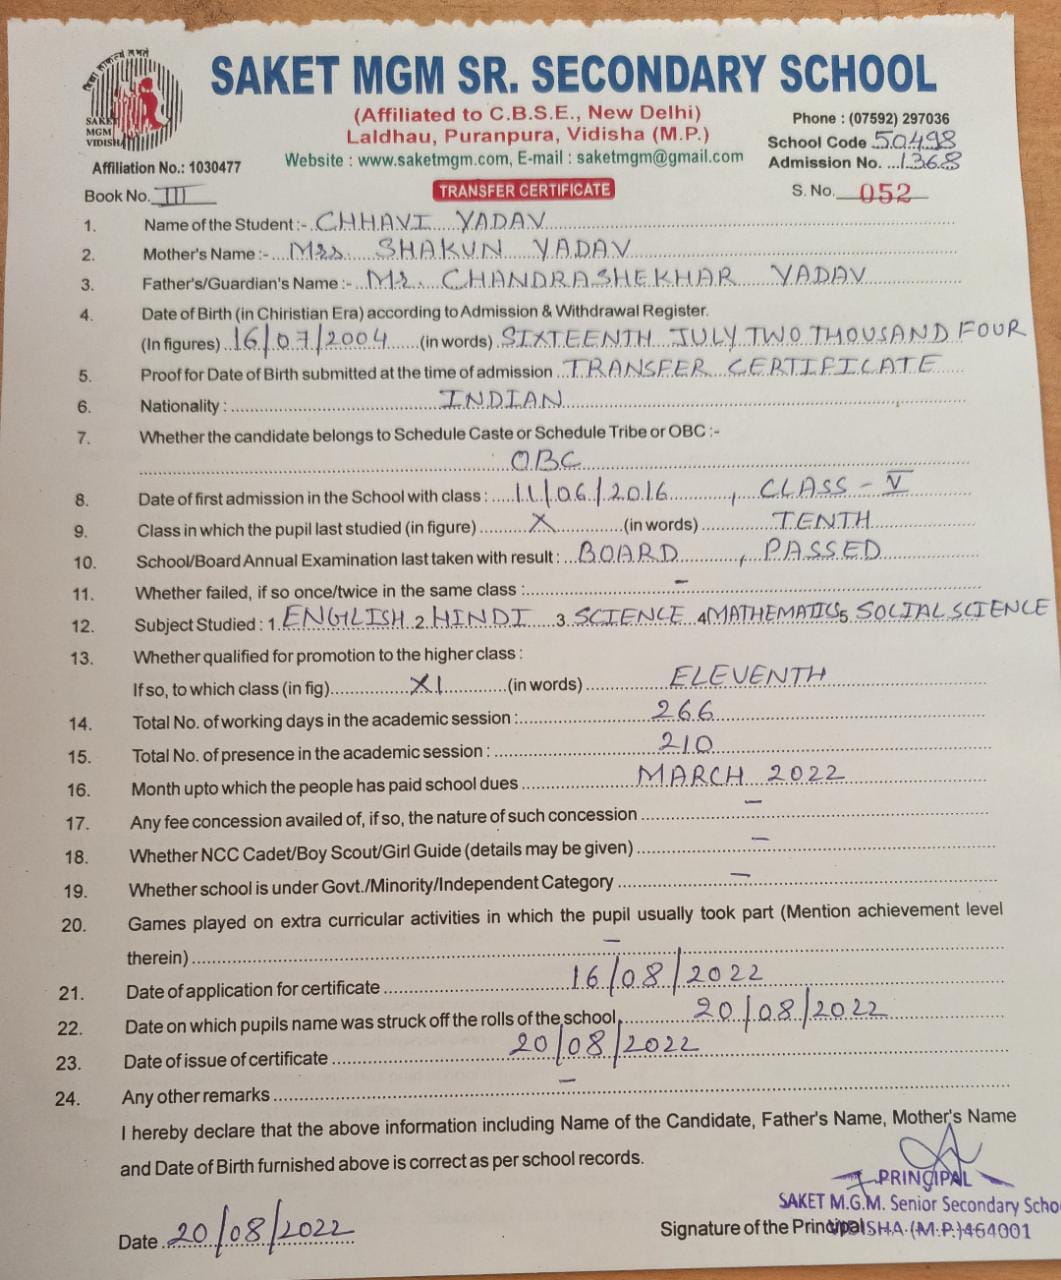 SAKET MGM SR. SECONDARY SCHOOL
(Affiliated to C.B.S.E., New Delhi)
Laldhau, Puranpura, Vidisha (M.P.)
Website : www.saketmgm.com, E-mail : saketmgm@gmail.com
SAKET
MGM
VIDISHA
Phone : (07592) 297036
School Code 50498
Admission No. 1368
Affiliation No.: 1030477
Book No. III
TRANSFER CERTIFICATE
S. No. 052
1. Name of the Student :- CHHAVI YADAV
2. Mother's Name :- Mrs. SHAKUN YADAV
3. Father's/Guardian's Name :- Mr. CHANDRASHEKHAR YADAV
4. Date of Birth (in Chiristian Era) according to Admission & Withdrawal Register.
(In figures) 16/07/2004 (in words) SIXTEENTH JULY TWO THOUSAND FOUR
5. Proof for Date of Birth submitted at the time of admission TRANSFER CERTIFICATE
6. Nationality : INDIAN
7. Whether the candidate belongs to Schedule Caste or Schedule Tribe or OBC :-
OBC
8. Date of first admission in the School with class : 11/06/2016, CLASS - V
9. Class in which the pupil last studied (in figure) X (in words) TENTH
10. School/Board Annual Examination last taken with result : BOARD, PASSED
11. Whether failed, if so once/twice in the same class : -
12. Subject Studied : 1. ENGLISH 2. HINDI 3. SCIENCE 4 MATHEMATICS 5. SOCIAL SCIENCE
13. Whether qualified for promotion to the higher class :
If so, to which class (in fig) XI (in words) ELEVENTH
14. Total No. of working days in the academic session : 266
15. Total No. of presence in the academic session : 210
16. Month upto which the people has paid school dues MARCH 2022
17. Any fee concession availed of, if so, the nature of such concession -
18. Whether NCC Cadet/Boy Scout/Girl Guide (details may be given) -
19. Whether school is under Govt./Minority/Independent Category -
20. Games played on extra curricular activities in which the pupil usually took part (Mention achievement level
therein) -
21. Date of application for certificate 16/08/2022
22. Date on which pupils name was struck off the rolls of the school 20/08/2022
23. Date of issue of certificate 20/08/2022
24. Any other remarks -
I hereby declare that the above information including Name of the Candidate, Father's Name, Mother's Name
and Date of Birth furnished above is correct as per school records.
PRINCIPAL
SAKET M.G.M. Senior Secondary Scho
VIDISHA (M.P.) 464001
Signature of the Principal
Date 20/08/2022